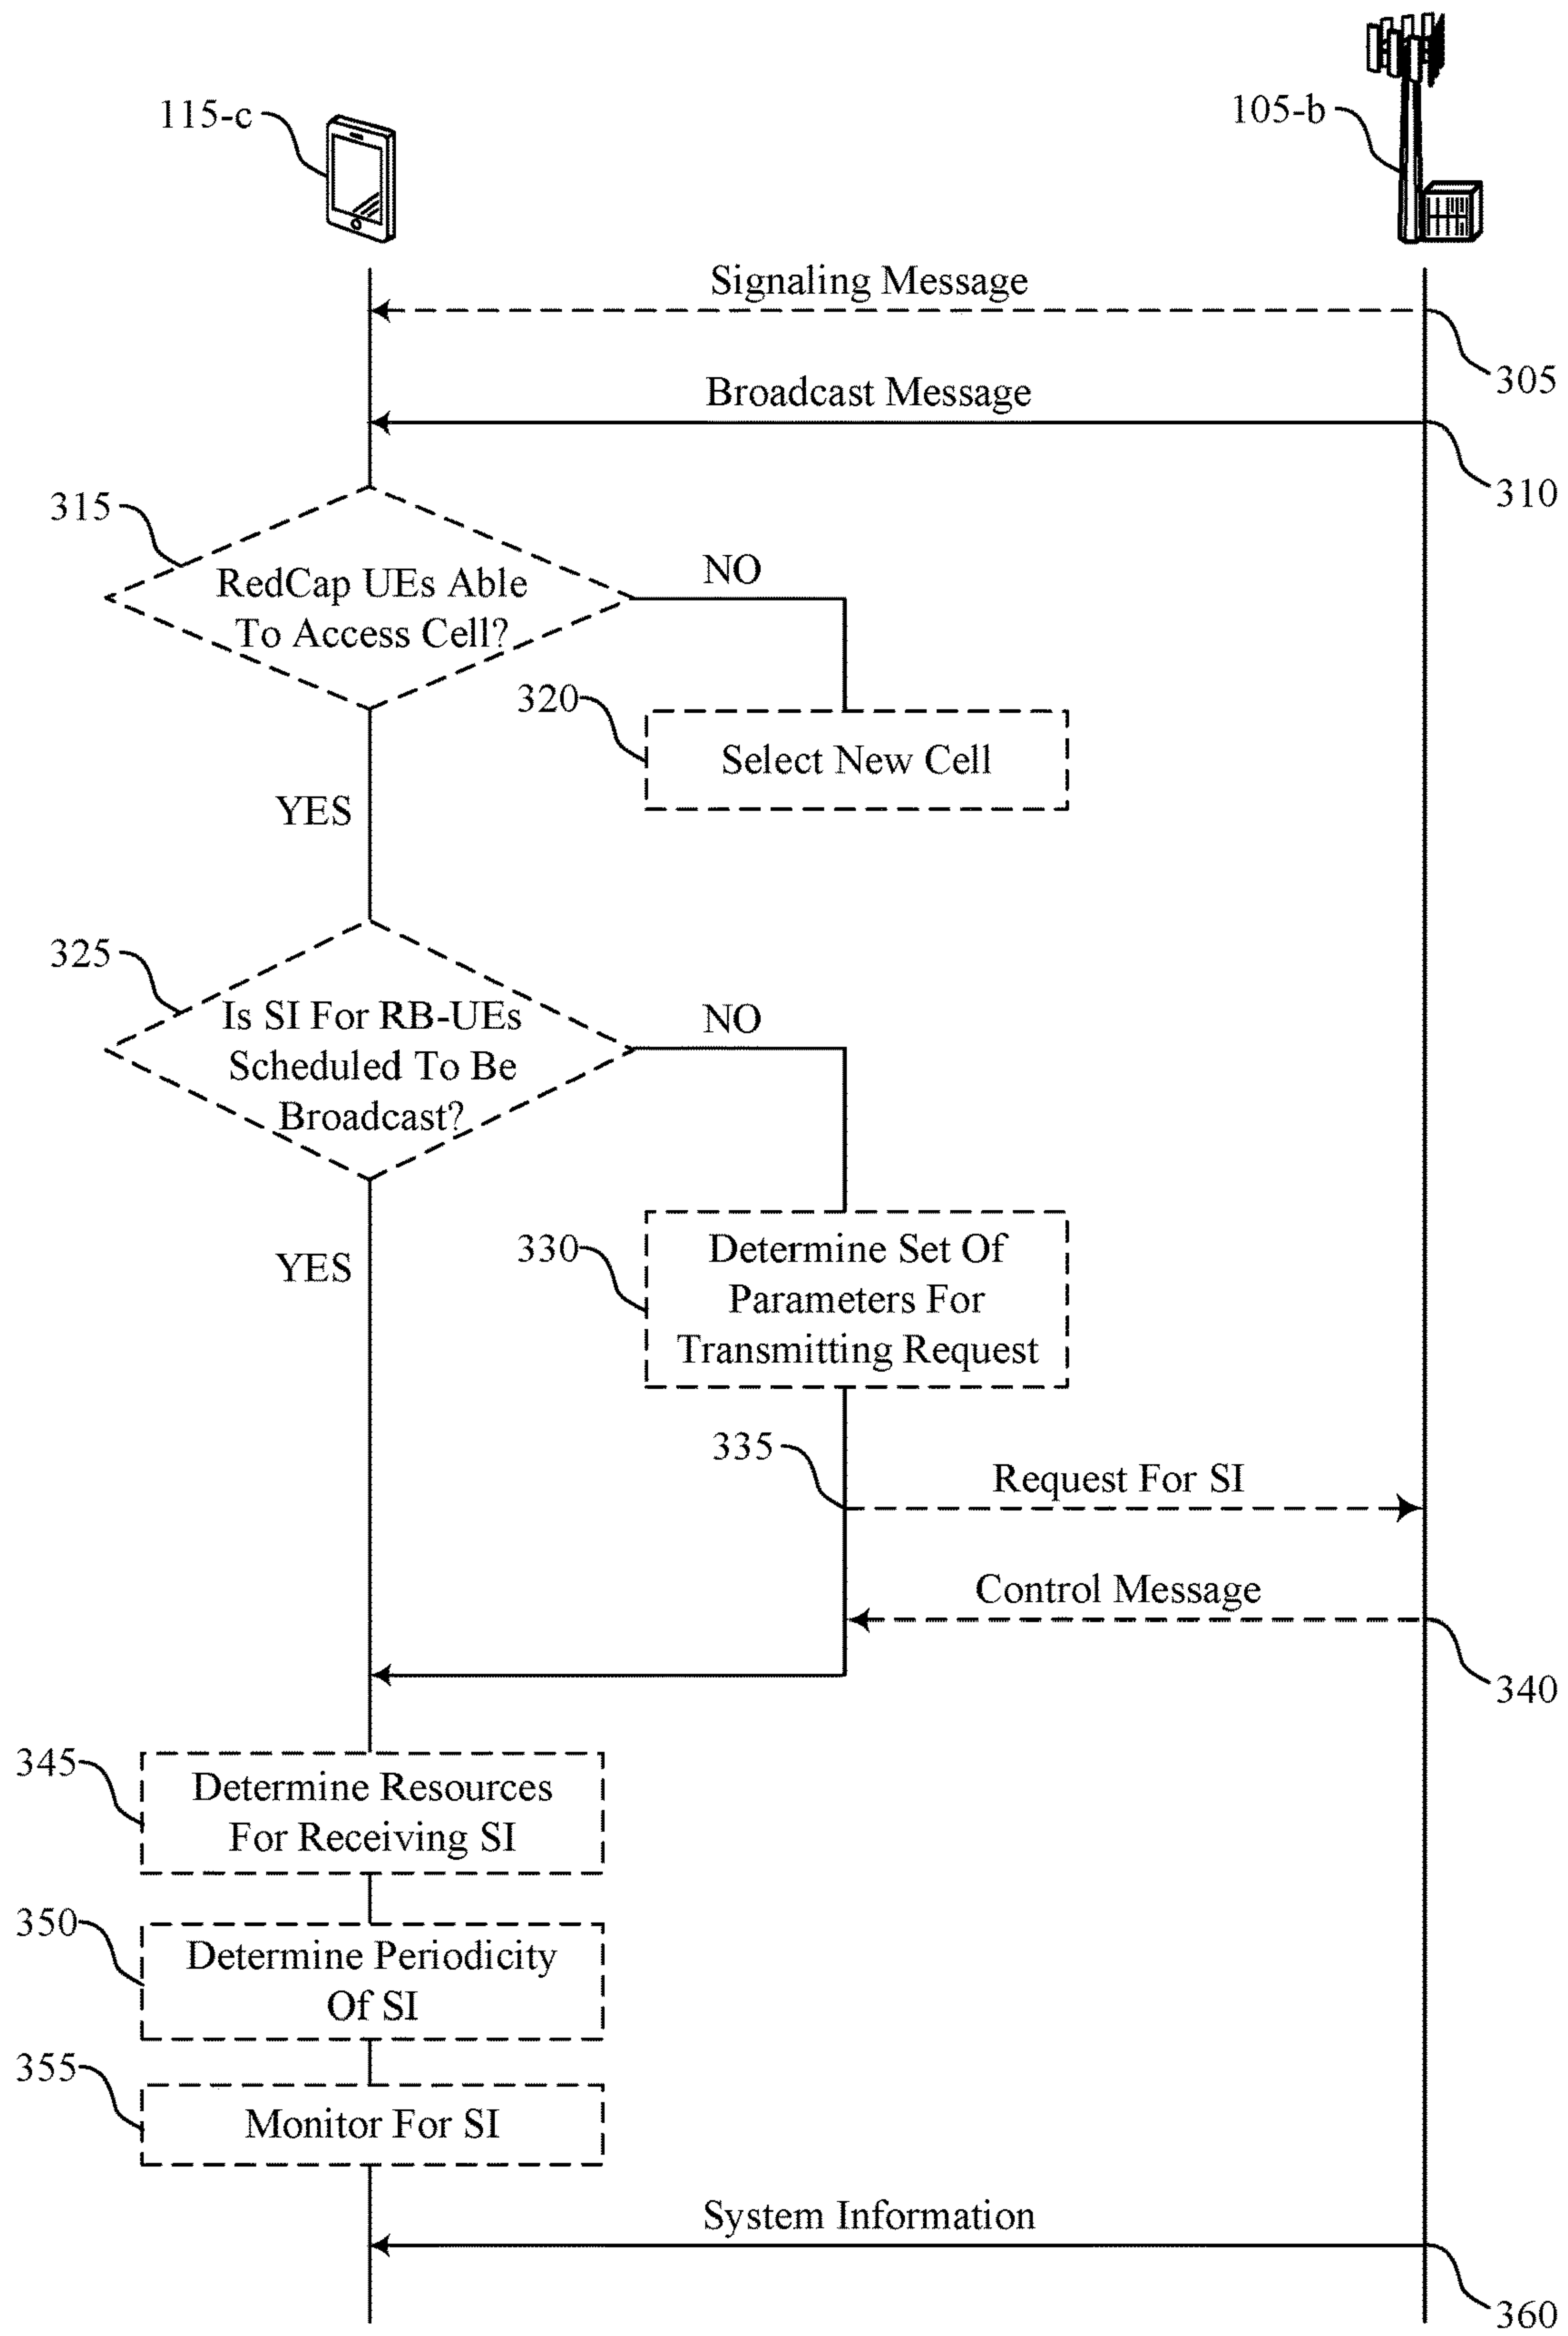 115-c
105-b
Signaling Message
305
Broadcast Message
310
315
RedCap UEs Able
To Access Cell?
NO
320
Select New Cell
YES
325
Is SI For RB-UEs
Scheduled To Be
Broadcast?
NO
330
Determine Set Of
Parameters For
Transmitting Request
YES
335
Request For SI
Control Message
340
345
Determine Resources
For Receiving SI
350
Determine Periodicity
Of SI
355
Monitor For SI
System Information
360